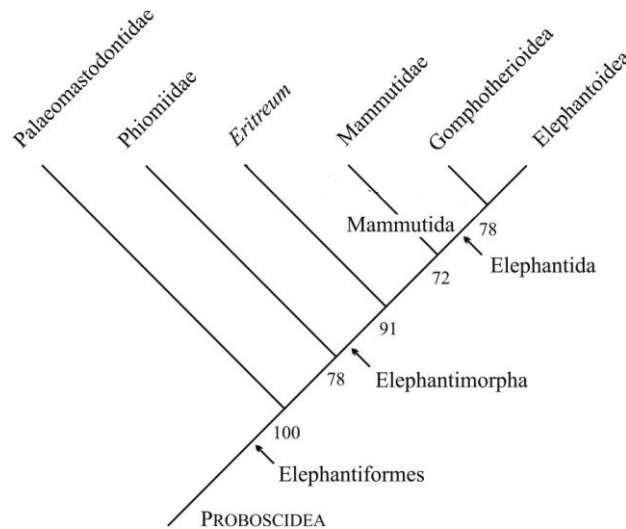 Palaeomastodontidae
Phiomiidae
Eritreum
Mammutidae
Gomphotherioidea
Elephantoidea
Mammutida
78
Elephantida
72
91
Elephantimorpha
78
100
Elephantiformes
PROBOSCIDEA